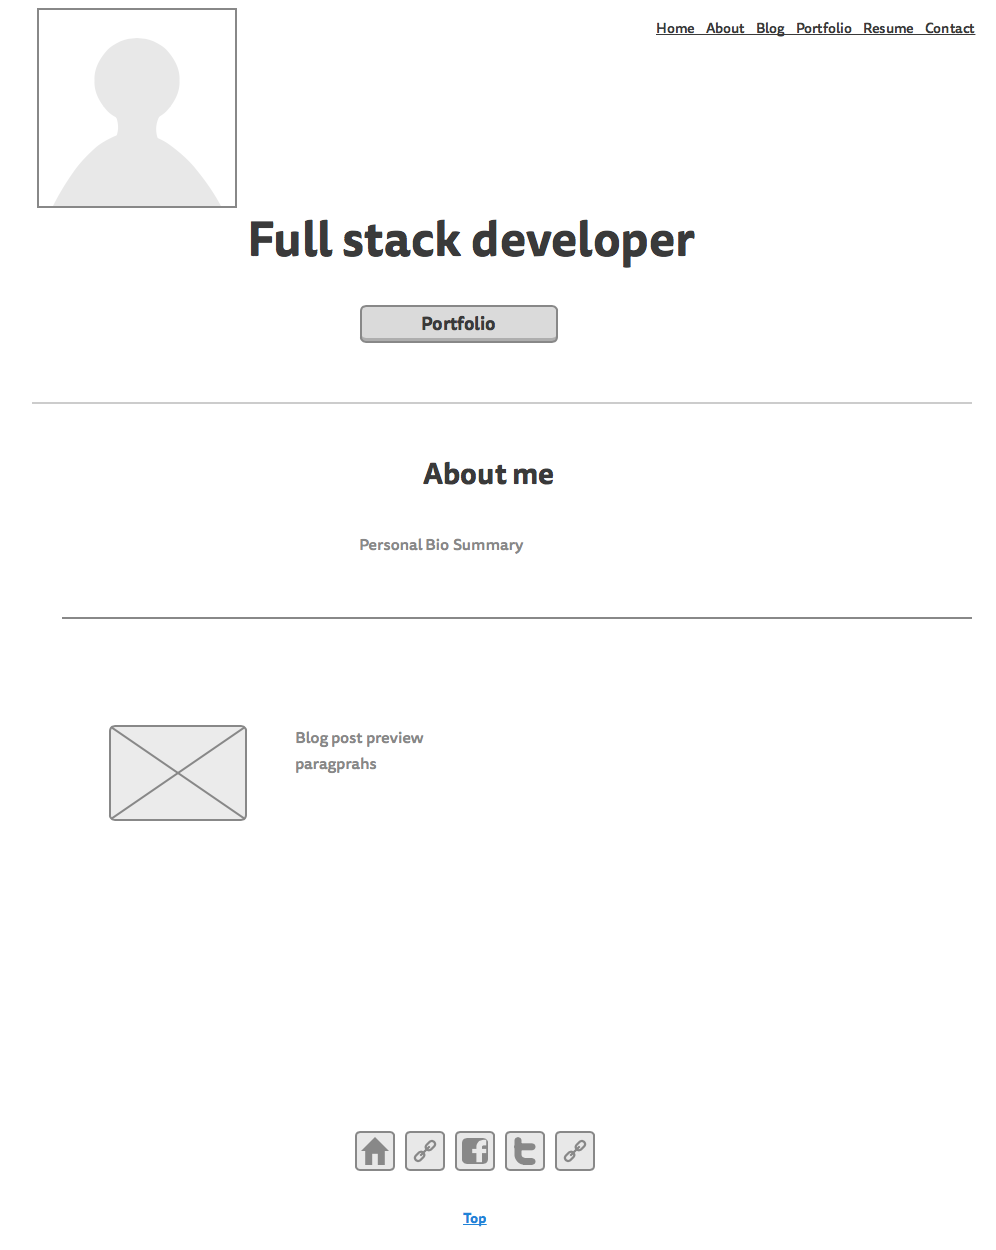 Home About Blog Portfolio Resume Contact
Full stack developer
Portfolio
About me
Personal Bio Summary
Blog post preview
paragprahs
Top